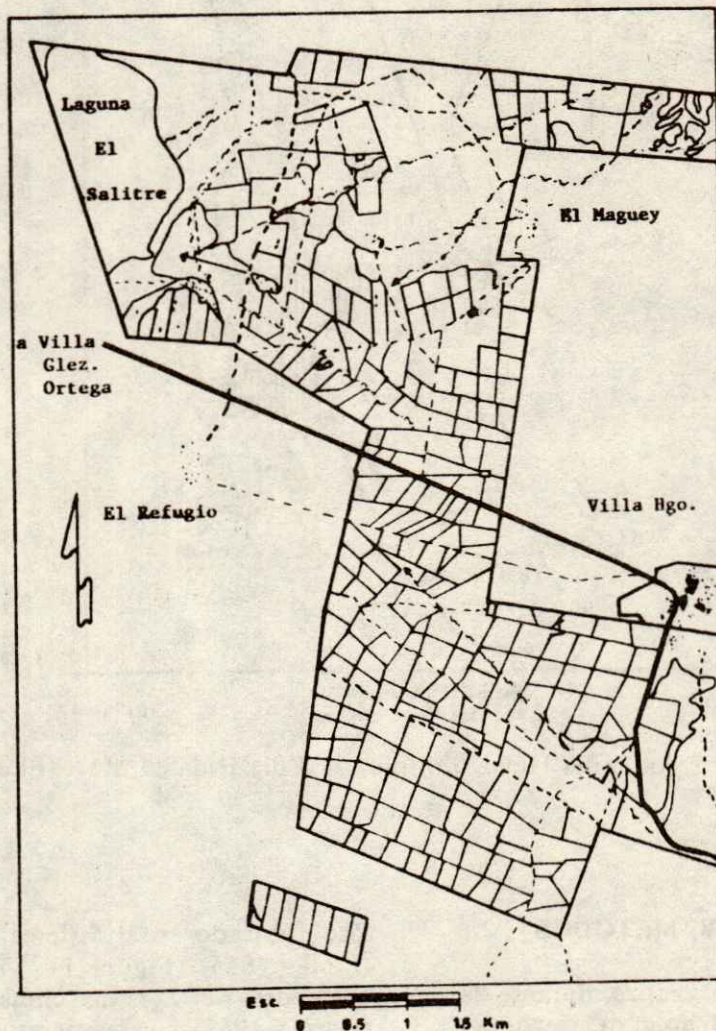 Laguna
El
Salitre
El Maguey
a Villa
Glez.
Ortega
El Refugio
Villa Hgo.
Esc.
0 0.5 1 1.5 Km